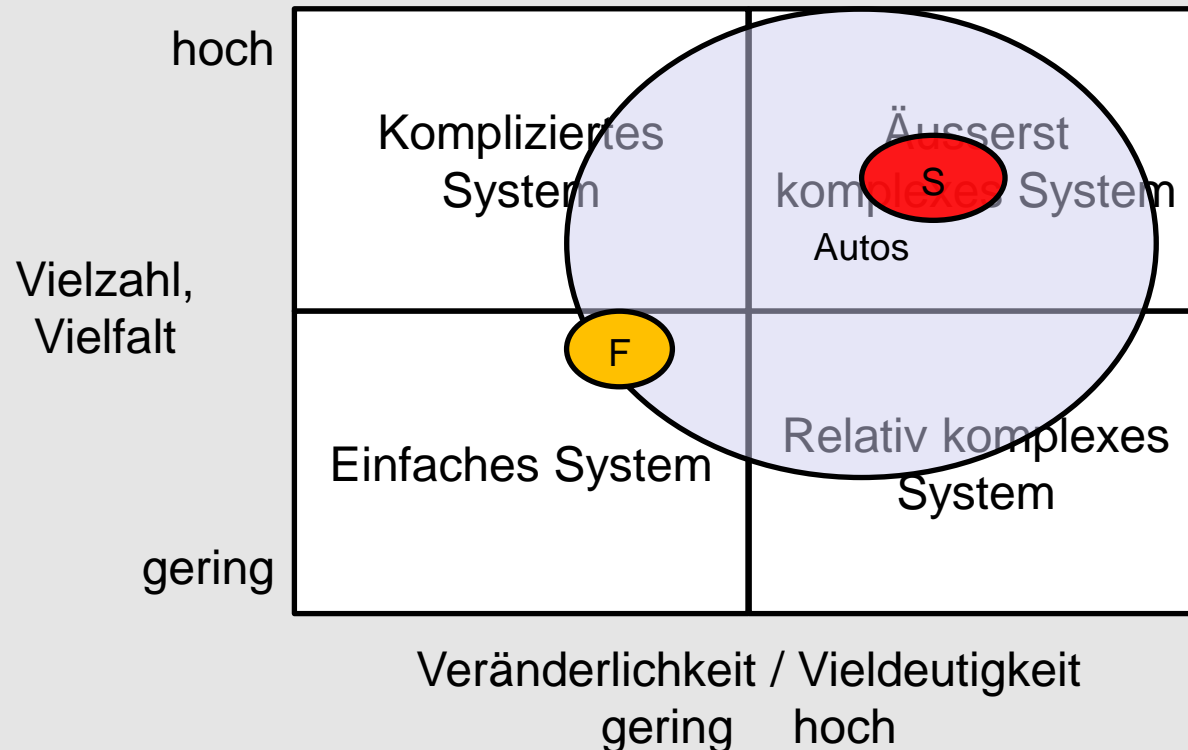 hoch
Kompliziertes
System
Äusserst
komplexes System
S
Autos
Vielzahl,
Vielfalt
F
Einfaches System
Relativ komplexes
System
gering
Veränderlichkeit / Vieldeutigkeit
gering hoch